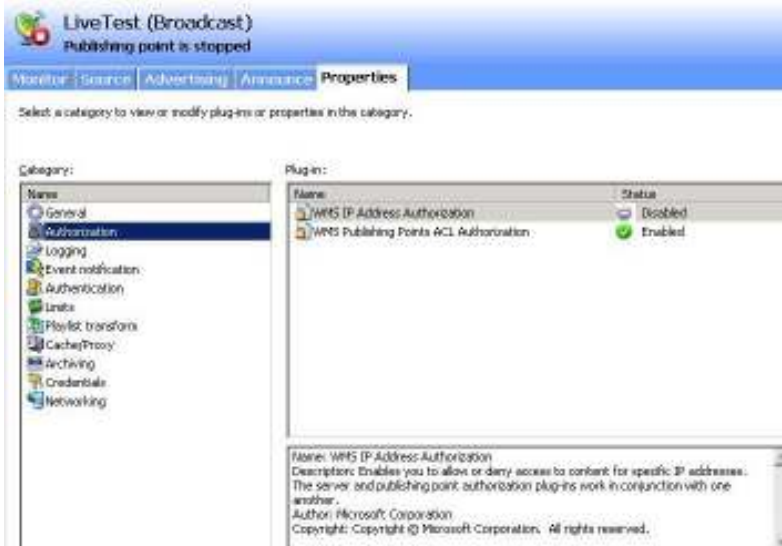 LiveTest (Broadcast)
Publishing point is stopped
Monitor Source Advertising Announce Properties
Select a category to view or modify plug-ins or properties in the category.
Category:
Name
General
Authorization
Logging
Event notification
Authentication
Limits
Playlist transform
Cache/Proxy
Archiving
Credentials
Networking
Plug-in:
Name Status
WMS IP Address Authorization Disabled
WMS Publishing Points ACL Authorization Enabled
Name: WMS IP Address Authorization
Description: Enables you to allow or deny access to content for specific IP addresses.
The server and publishing point authorization plug-ins work in conjunction with one
another.
Author: Microsoft Corporation
Copyright: Copyright © Microsoft Corporation. All rights reserved.